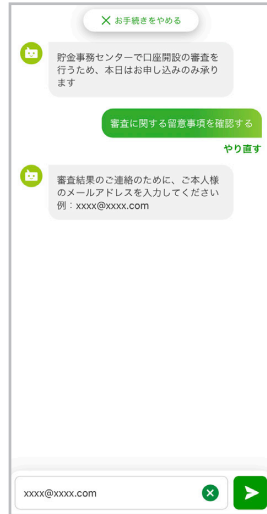 お手続きをやめる
貯金事務センターで口座開設の審査を
行うため、本日はお申し込みのみ承り
ます
審査に関する留意事項を確認する
やり直す
審査結果のご連絡のために、ご本人様
のメールアドレスを入力してください
例：xxxx@xxxx.com
xxxx@xxxx.com